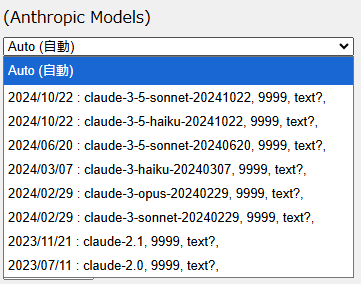 (Anthropic Models)
Auto (自動)
Auto (自動)
2024/10/22 : claude-3-5-sonnet-20241022, 9999, text?,
2024/10/22 : claude-3-5-haiku-20241022, 9999, text?,
2024/06/20 : claude-3-5-sonnet-20240620, 9999, text?,
2024/03/07 : claude-3-haiku-20240307, 9999, text?,
2024/02/29 : claude-3-opus-20240229, 9999, text?,
2024/02/29 : claude-3-sonnet-20240229, 9999, text?,
2023/11/21 : claude-2.1, 9999, text?,
2023/07/11 : claude-2.0, 9999, text?,